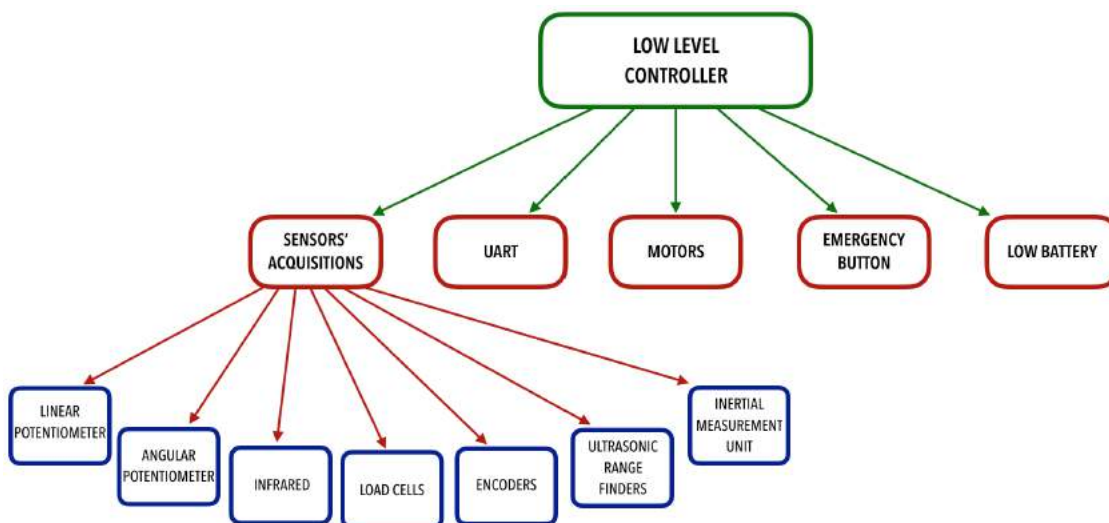 LOW LEVEL
CONTROLLER
SENSORS'
ACQUISITIONS
UART
MOTORS
EMERGENCY
BUTTON
LOW BATTERY
LINEAR
POTENTIOMETER
ANGULAR
POTENTIOMETER
INFRARED
LOAD CELLS
ENCODERS
ULTRASONIC
RANGE
FINDERS
INERTIAL
MEASUREMENT
UNIT